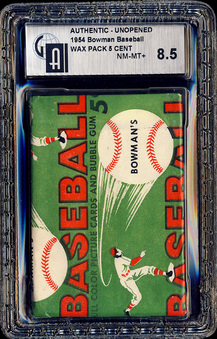 AUTHENTIC - UNOPENED
1954 Bowman Baseball
WAX PACK 5 CENT
NM-MT+
8.5
GAI
BASEBALL
COLOR PICTURE CARDS AND BUBBLE GUM 5
BOWMAN'S
BASEBALL